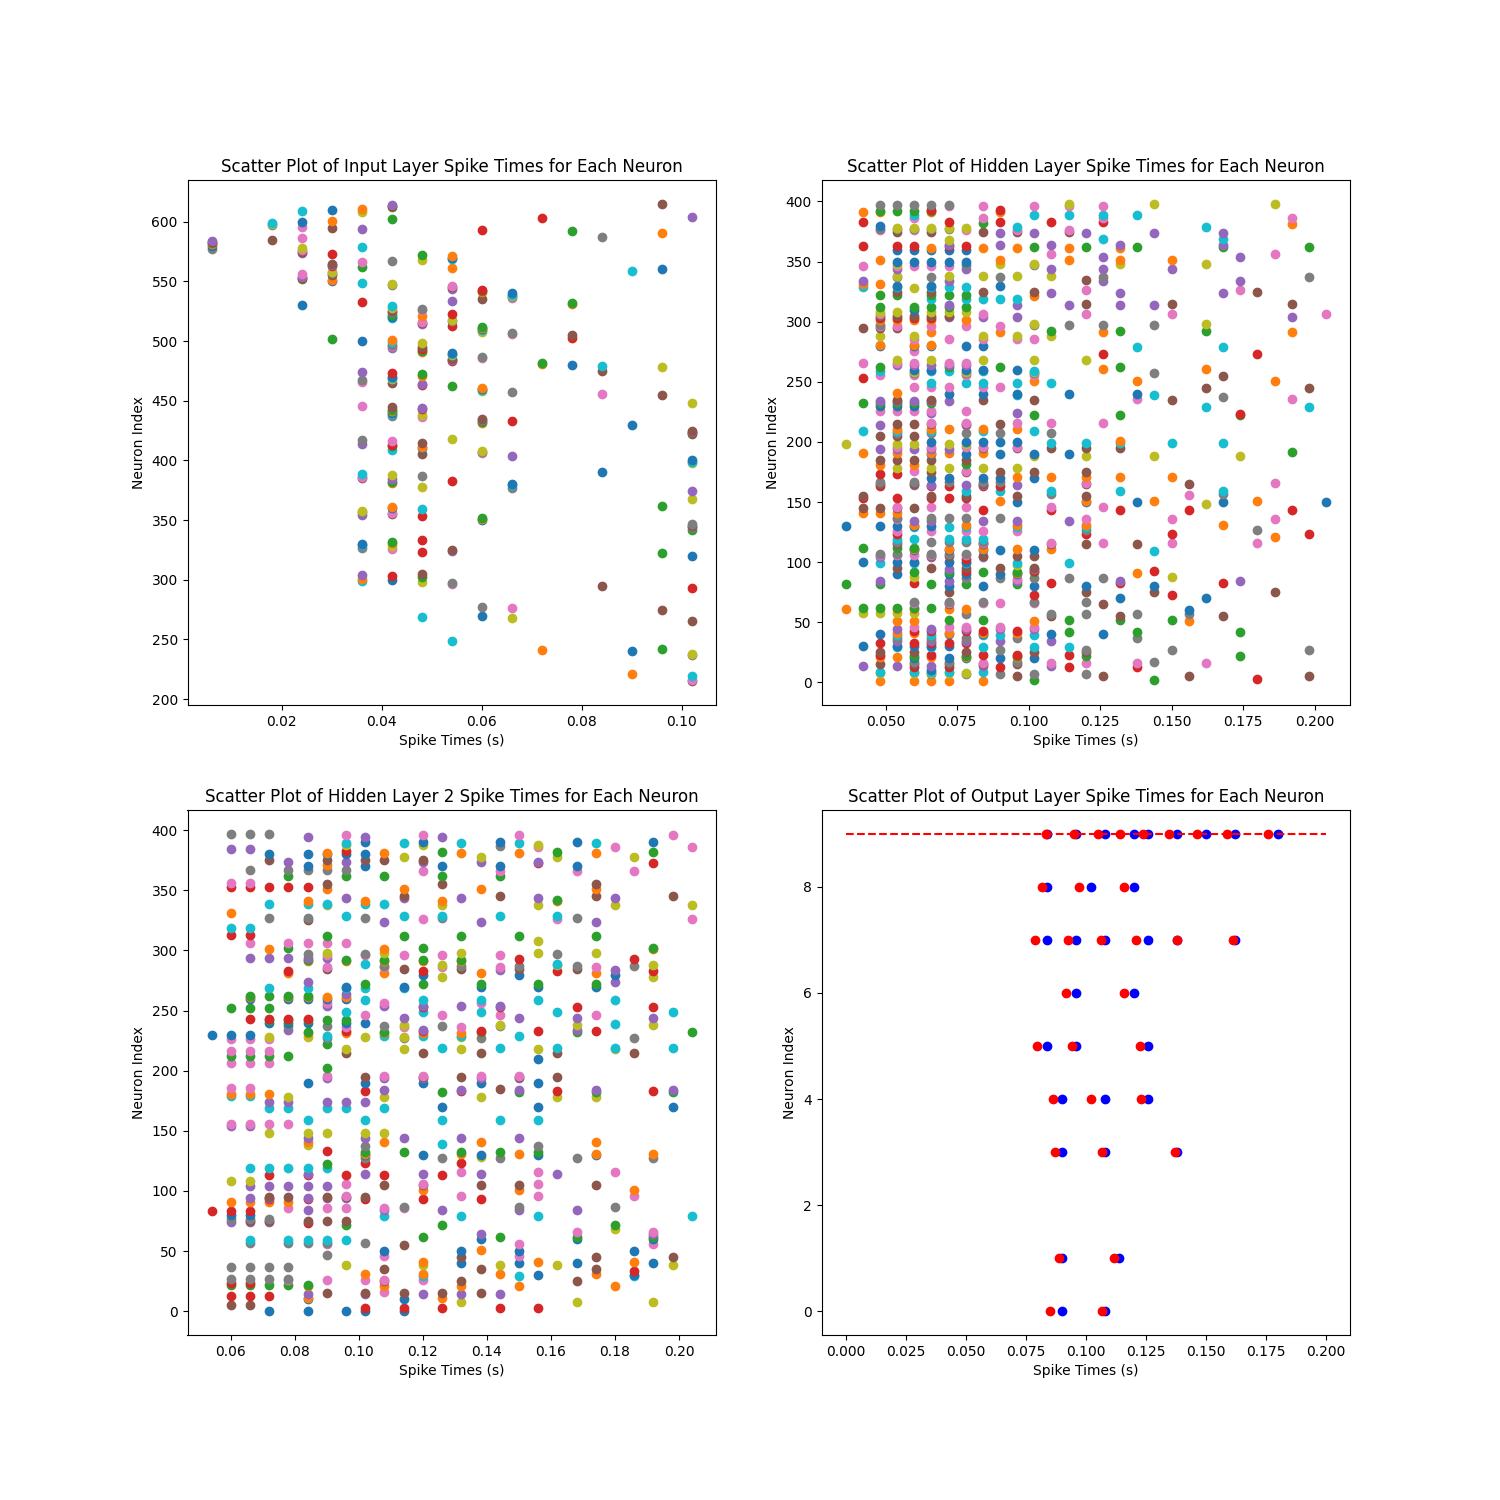 Scatter Plot of Input Layer Spike Times for Each Neuron
600
550
500
450
400
350
300
250
200
Neuron Index
0.02 0.04 0.06 0.08 0.10
Spike Times (s)
Scatter Plot of Hidden Layer Spike Times for Each Neuron
400
350
300
250
200
150
100
50
0
Neuron Index
0.050 0.075 0.100 0.125 0.150 0.175 0.200
Spike Times (s)
Scatter Plot of Hidden Layer 2 Spike Times for Each Neuron
400
350
300
250
200
150
100
50
0
Neuron Index
0.06 0.08 0.10 0.12 0.14 0.16 0.18 0.20
Spike Times (s)
Scatter Plot of Output Layer Spike Times for Each Neuron
8
6
4
2
0
Neuron Index
0.000 0.025 0.050 0.075 0.100 0.125 0.150 0.175 0.200
Spike Times (s)